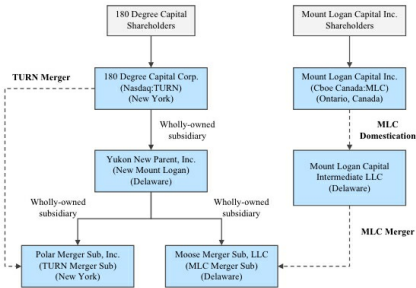 180 Degree Capital
Shareholders
Mount Logan Capital Inc.
Shareholders
TURN Merger
180 Degree Capital Corp.
(Nasdaq:TURN)
(New York)
Mount Logan Capital Inc.
(Cboe Canada:MLC)
(Ontario, Canada)
Wholly-owned
subsidiary
MLC
Domestication
Yukon New Parent, Inc.
(New Mount Logan)
(Delaware)
Mount Logan Capital
Intermediate LLC
(Delaware)
Wholly-owned
subsidiary
Wholly-owned
subsidiary
MLC Merger
Polar Merger Sub, Inc.
(TURN Merger Sub)
(New York)
Moose Merger Sub, LLC
(MLC Merger Sub)
(Delaware)